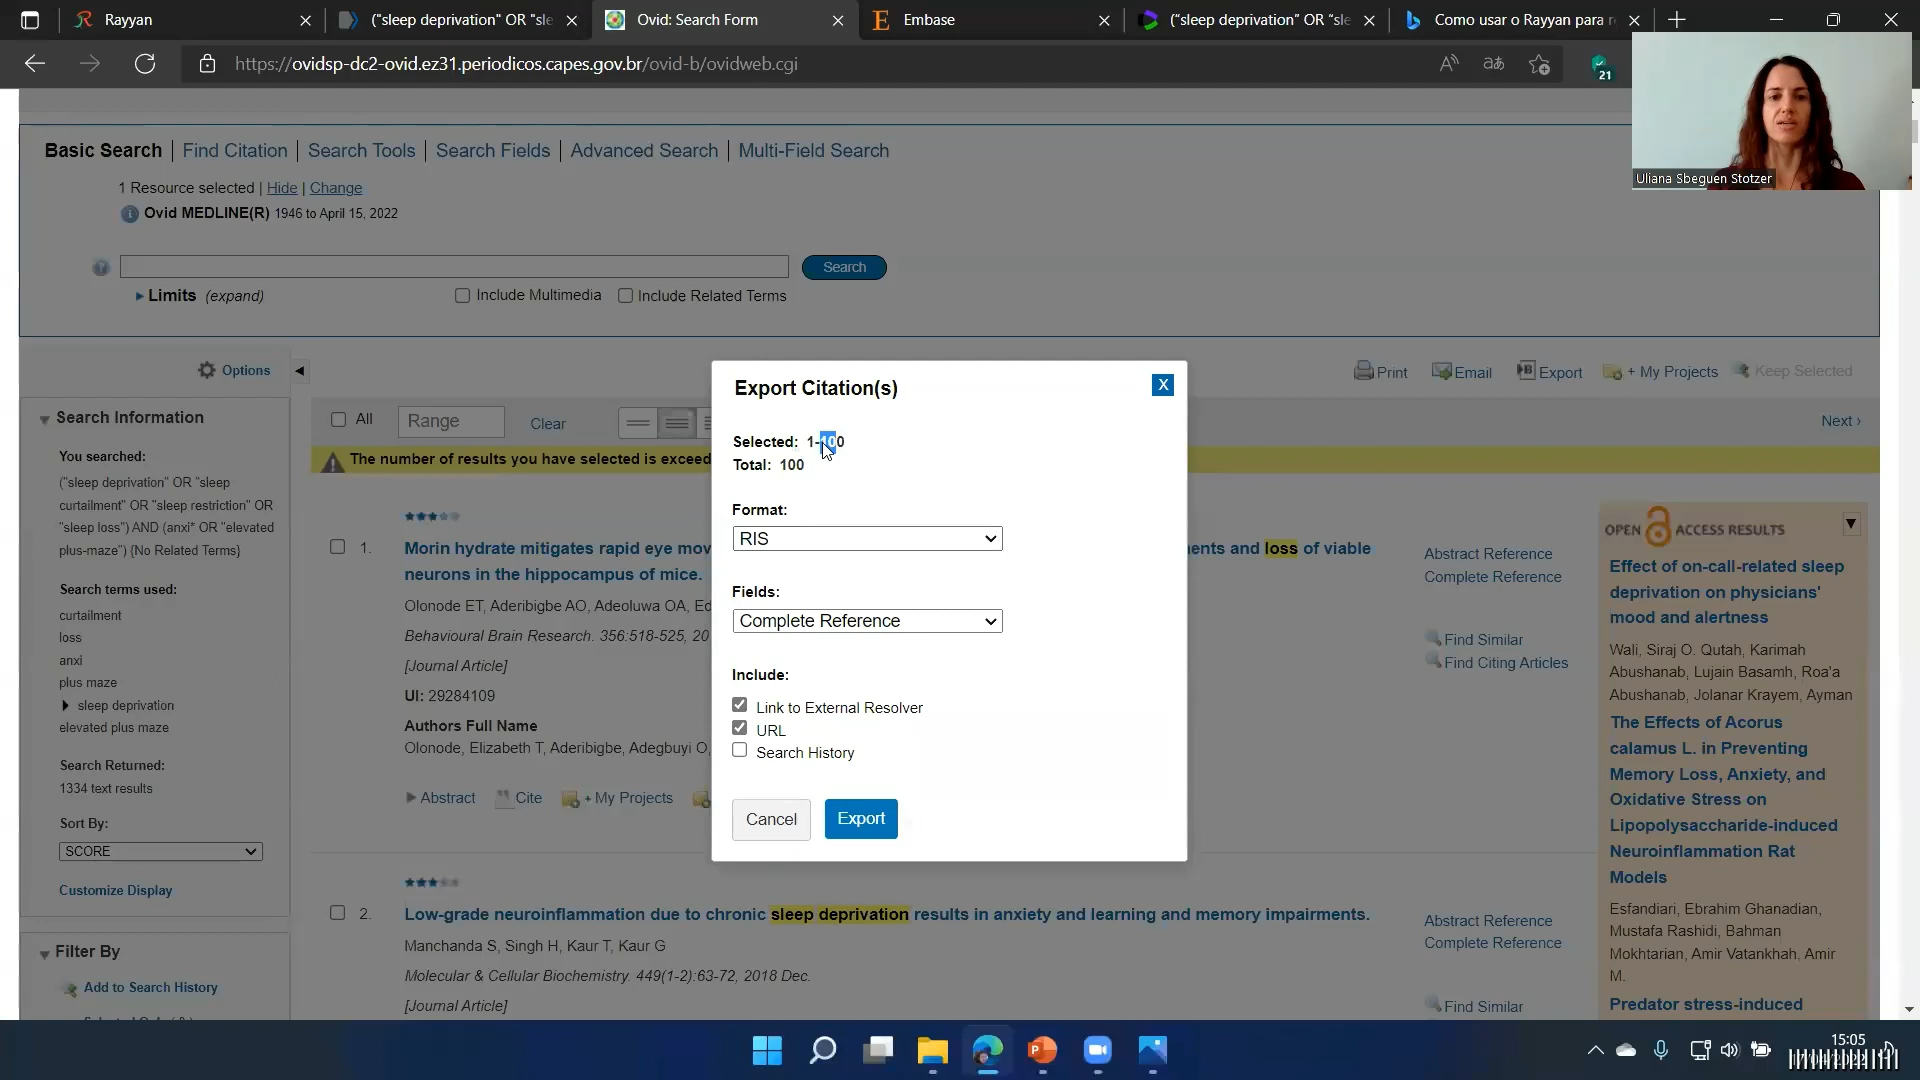 Rayyan
("sleep deprivation" OR "sle
Ovid: Search Form
Embase
("sleep deprivation" OR "sle
Como usar o Rayyan para r
https://ovidsp-dc2-ovid.ez31.periodicos.capes.gov.br/ovid-b/ovidweb.cgi
21
Uliana Sbeguen Stotzer
Basic Search | Find Citation | Search Tools | Search Fields | Advanced Search | Multi-Field Search
1 Resource selected | Hide | Change
Ovid MEDLINE(R) 1946 to April 15, 2022
Search
Limits (expand)
Include Multimedia
Include Related Terms
Options
Print
Email
Export
+ My Projects
Keep Selected
Search Information
You searched:
("sleep deprivation" OR "sleep
curtailment" OR "sleep restriction" OR
"sleep loss") AND (anxi* OR "elevated
plus-maze") {No Related Terms}
Search terms used:
curtailment
loss
anxi
plus maze
sleep deprivation
elevated plus maze
Search Returned:
1334 text results
Sort By:
SCORE
Customize Display
Filter By
Add to Search History
All
Range
Clear
Next ›
The number of results you have selected is exceed
1.
Morin hydrate mitigates rapid eye mov
ents and loss of viable
neurons in the hippocampus of mice.
Olonode ET, Aderibigbe AO, Adeoluwa OA, Ed
Behavioural Brain Research. 356:518-525, 20
[Journal Article]
UI: 29284109
Authors Full Name
Olonode, Elizabeth T, Aderibigbe, Adegbuyi O,
Abstract
Cite
+ My Projects
Abstract Reference
Complete Reference
Find Similar
Find Citing Articles
2.
Low-grade neuroinflammation due to chronic sleep deprivation results in anxiety and learning and memory impairments.
Manchanda S, Singh H, Kaur T, Kaur G
Molecular & Cellular Biochemistry. 449(1-2):63-72, 2018 Dec.
[Journal Article]
Abstract Reference
Complete Reference
Find Similar
Export Citation(s)
X
Selected: 1-100
Total: 100
Format:
RIS
Fields:
Complete Reference
Include:
Link to External Resolver
URL
Search History
Cancel
Export
OPEN ACCESS RESULTS
Effect of on-call-related sleep
deprivation on physicians'
mood and alertness
Wali, Siraj O. Qutah, Karimah
Abushanab, Lujain Basamh, Roa'a
Abushanab, Jolanar Krayem, Ayman
The Effects of Acorus
calamus L. in Preventing
Memory Loss, Anxiety, and
Oxidative Stress on
Lipopolysaccharide-induced
Neuroinflammation Rat
Models
Esfandiari, Ebrahim Ghanadian,
Mustafa Rashidi, Bahman
Mokhtarian, Amir Vatankhah, Amir
M.
Predator stress-induced
15:05